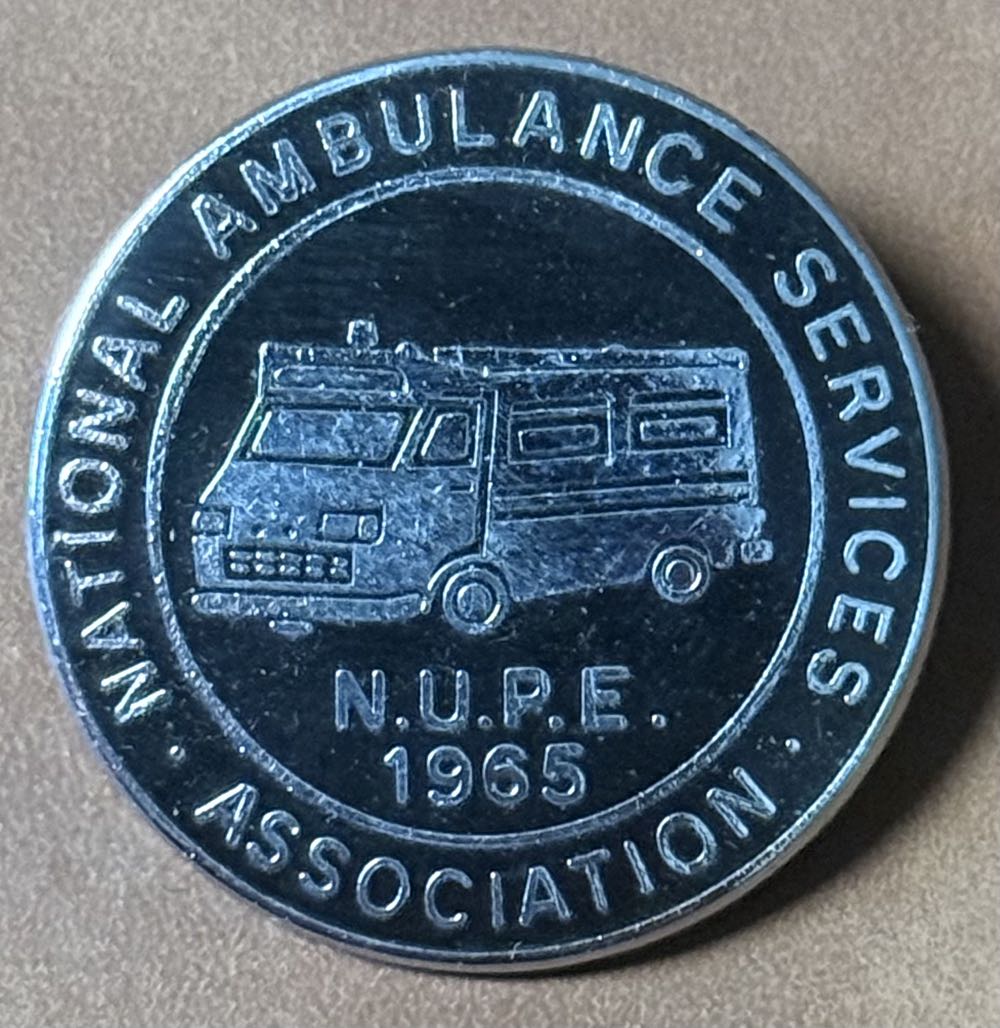 NATIONAL AMBULANCE SERVICES
· ASSOCIATION ·
N.U.P.E.
1965